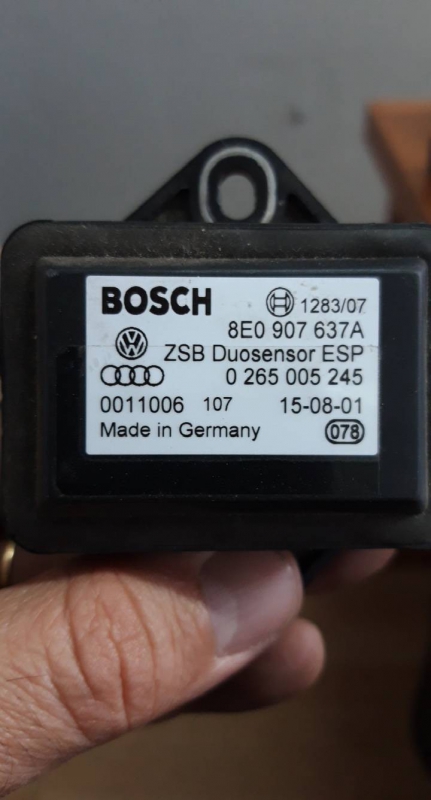 BOSCH 1283/07
8E0 907 637A
ZSB Duosensor ESP
0 265 005 245
0011006 107 15-08-01
Made in Germany 078